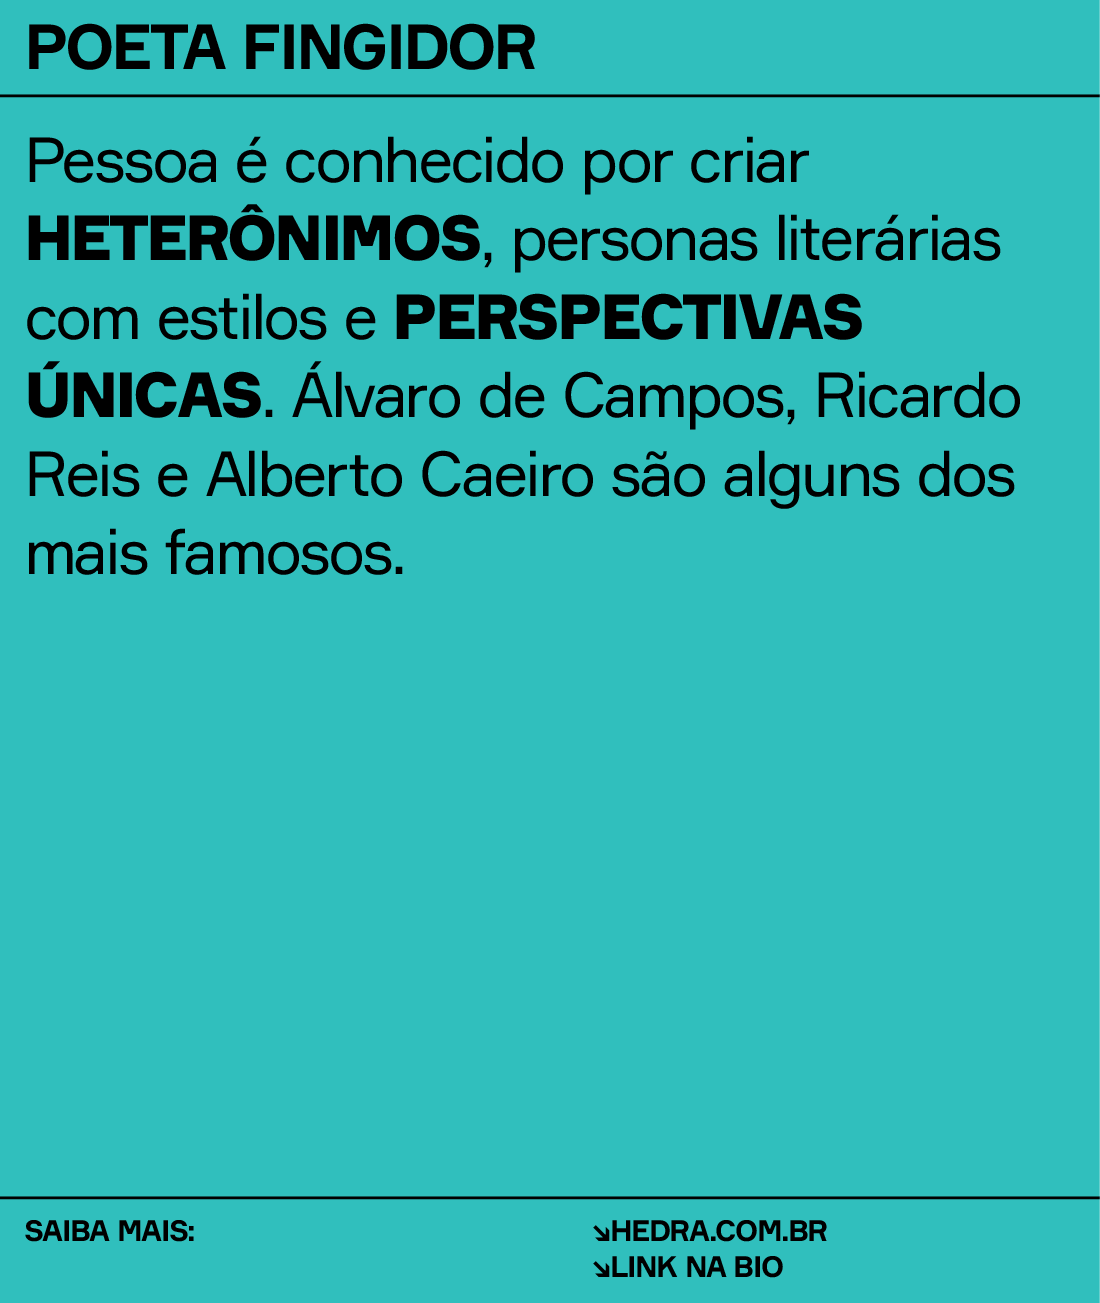 POETA FINGIDOR
Pessoa é conhecido por criar
HETERÔNIMOS, personas literárias
com estilos e PERSPECTIVAS
ÚNICAS. Álvaro de Campos, Ricardo
Reis e Alberto Caeiro são alguns dos
mais famosos.
SAIBA MAIS:
↘HEDRA.COM.BR
↘LINK NA BIO